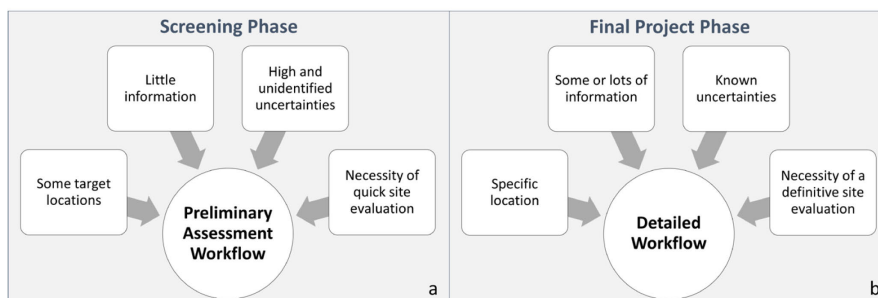 Screening Phase
Little
information
High and
unidentified
uncertainties
Some target
locations
Necessity of
quick site
evaluation
Preliminary
Assessment
Workflow
a
Final Project Phase
Some or lots of
information
Known
uncertainties
Specific
location
Necessity of a
definitive site
evaluation
Detailed
Workflow
b